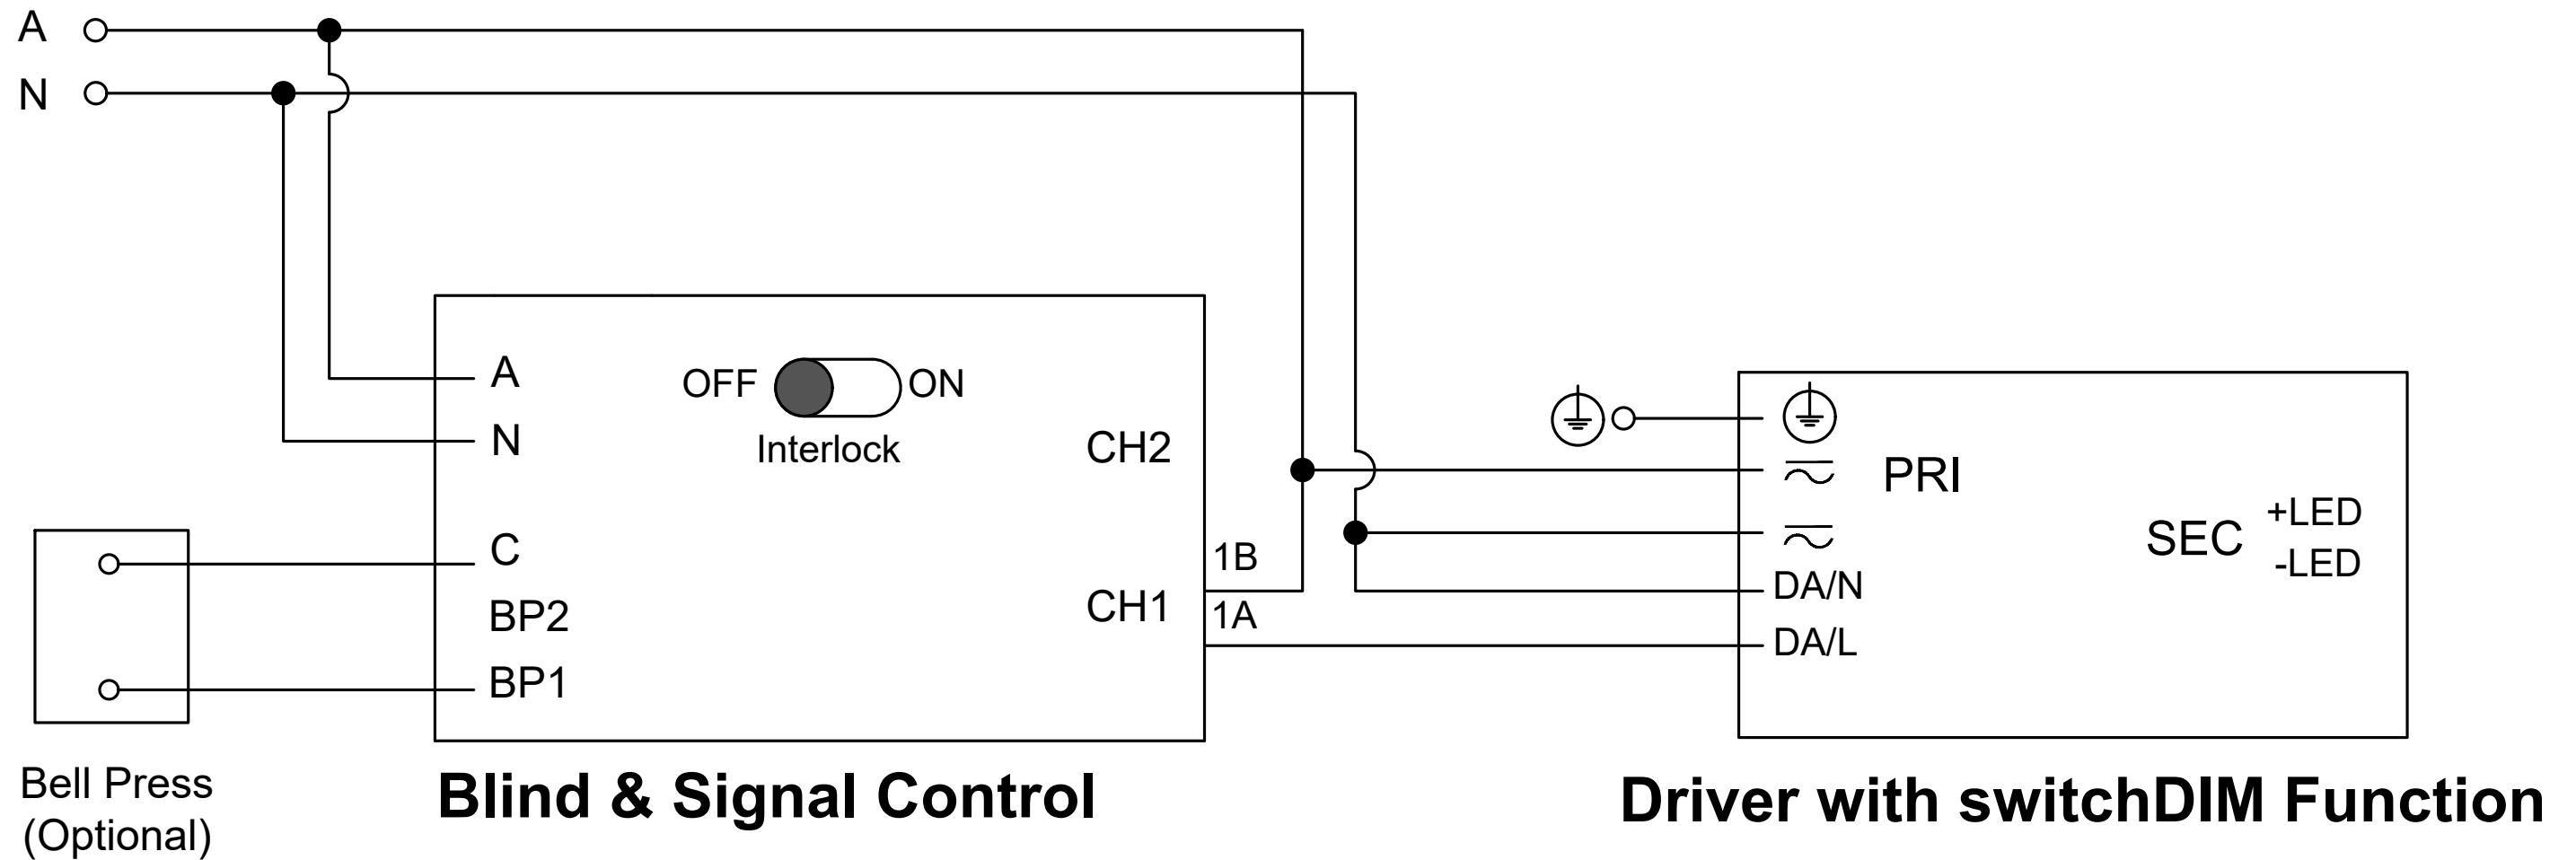 A
N
A
N
C
BP2
BP1
OFF
ON
Interlock
CH2
CH1
1B
1A
PRI
SEC
+LED
-LED
DA/N
DA/L
Bell Press
(Optional)
Blind & Signal Control
Driver with switchDIM Function